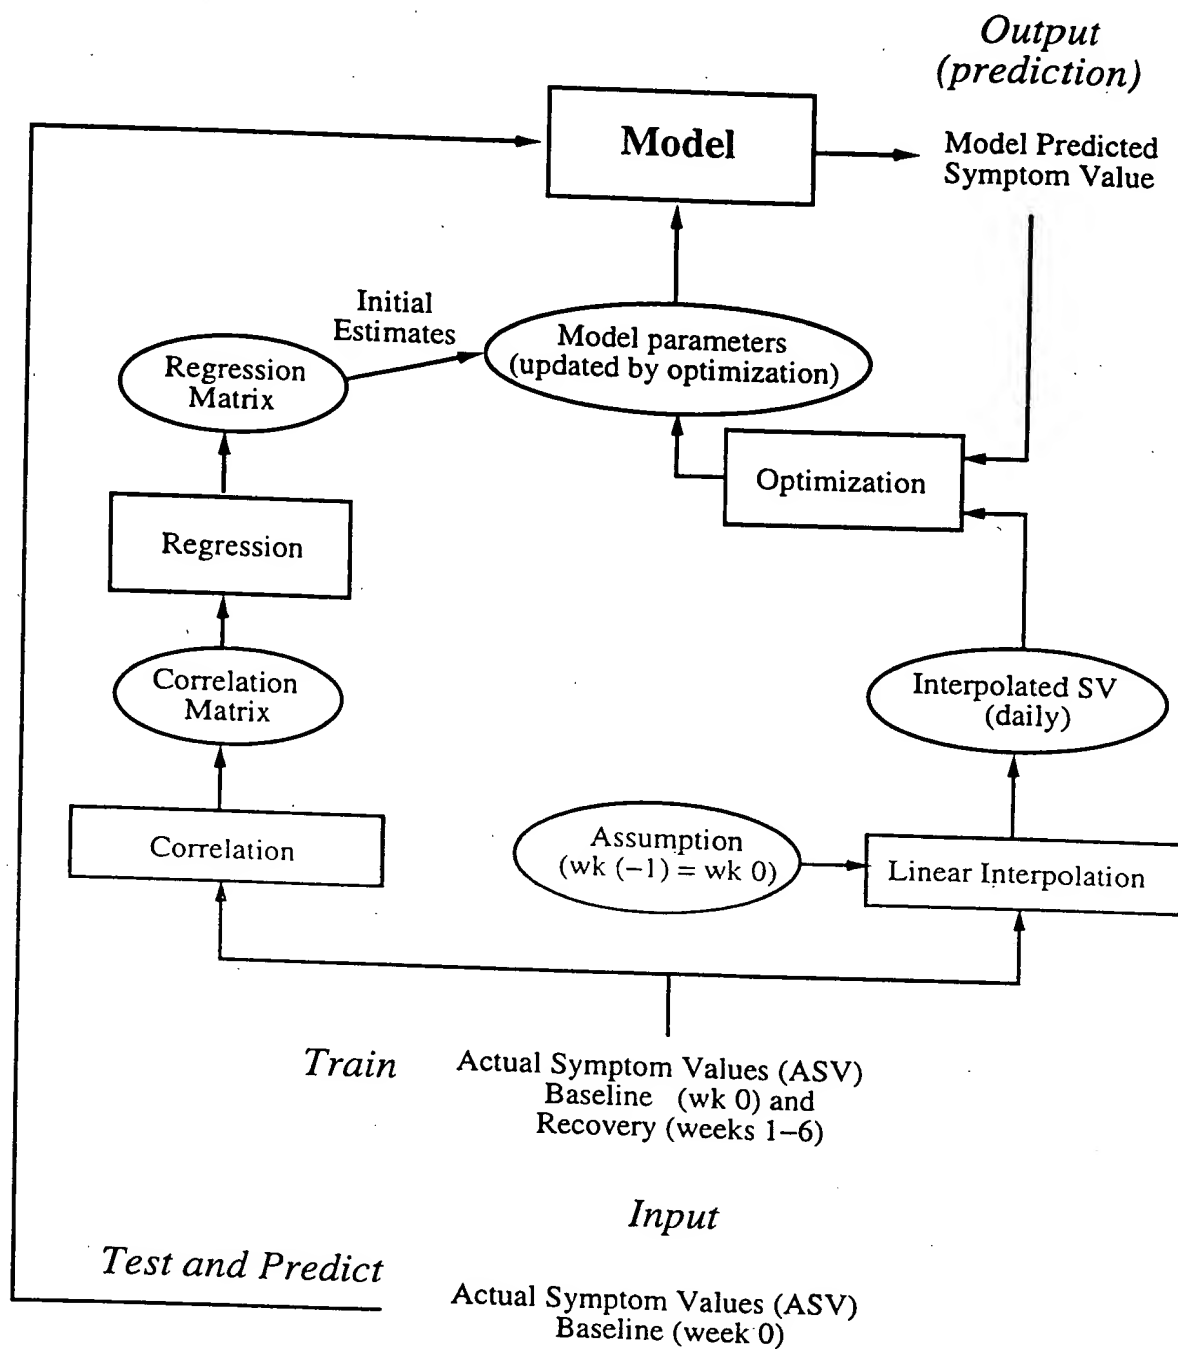 Output
(prediction)
Model
Model Predicted
Symptom Value
Initial
Estimates
Model parameters
(updated by optimization)
Regression
Matrix
Optimization
Regression
Correlation
Matrix
Interpolated SV
(daily)
Correlation
Assumption
(wk (−1) = wk 0)
Linear Interpolation
Train
Actual Symptom Values (ASV)
Baseline (wk 0) and
Recovery (weeks 1–6)
Input
Test and Predict
Actual Symptom Values (ASV)
Baseline (week 0)